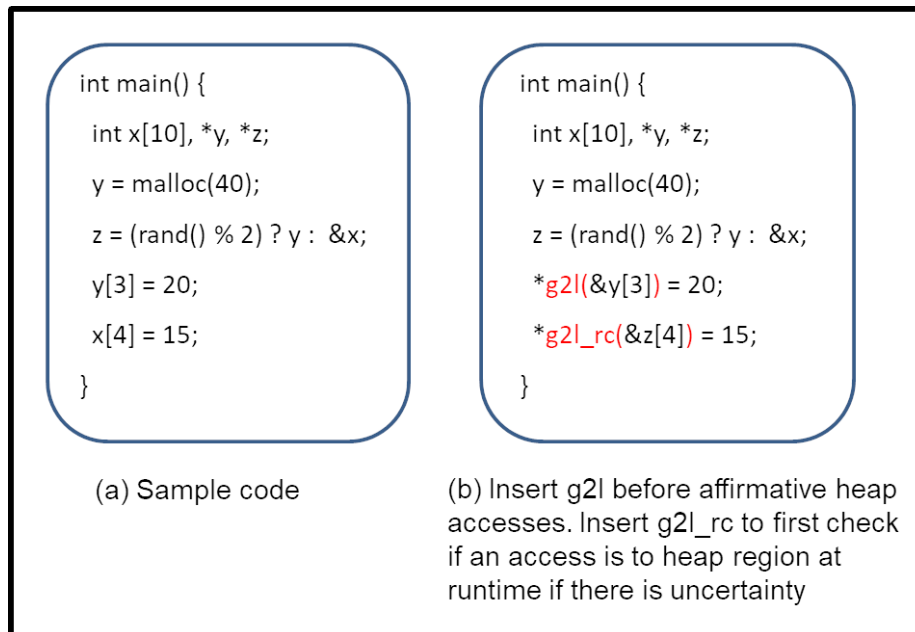 int main() {
int x[10], *y, *z;
y = malloc(40);
z = (rand() % 2) ? y : &x;
y[3] = 20;
x[4] = 15;
}
(a) Sample code
int main() {
int x[10], *y, *z;
y = malloc(40);
z = (rand() % 2) ? y : &x;
*g2l(&y[3]) = 20;
*g2l_rc(&z[4]) = 15;
}
(b) Insert g2l before affirmative heap
accesses. Insert g2l_rc to first check
if an access is to heap region at
runtime if there is uncertainty